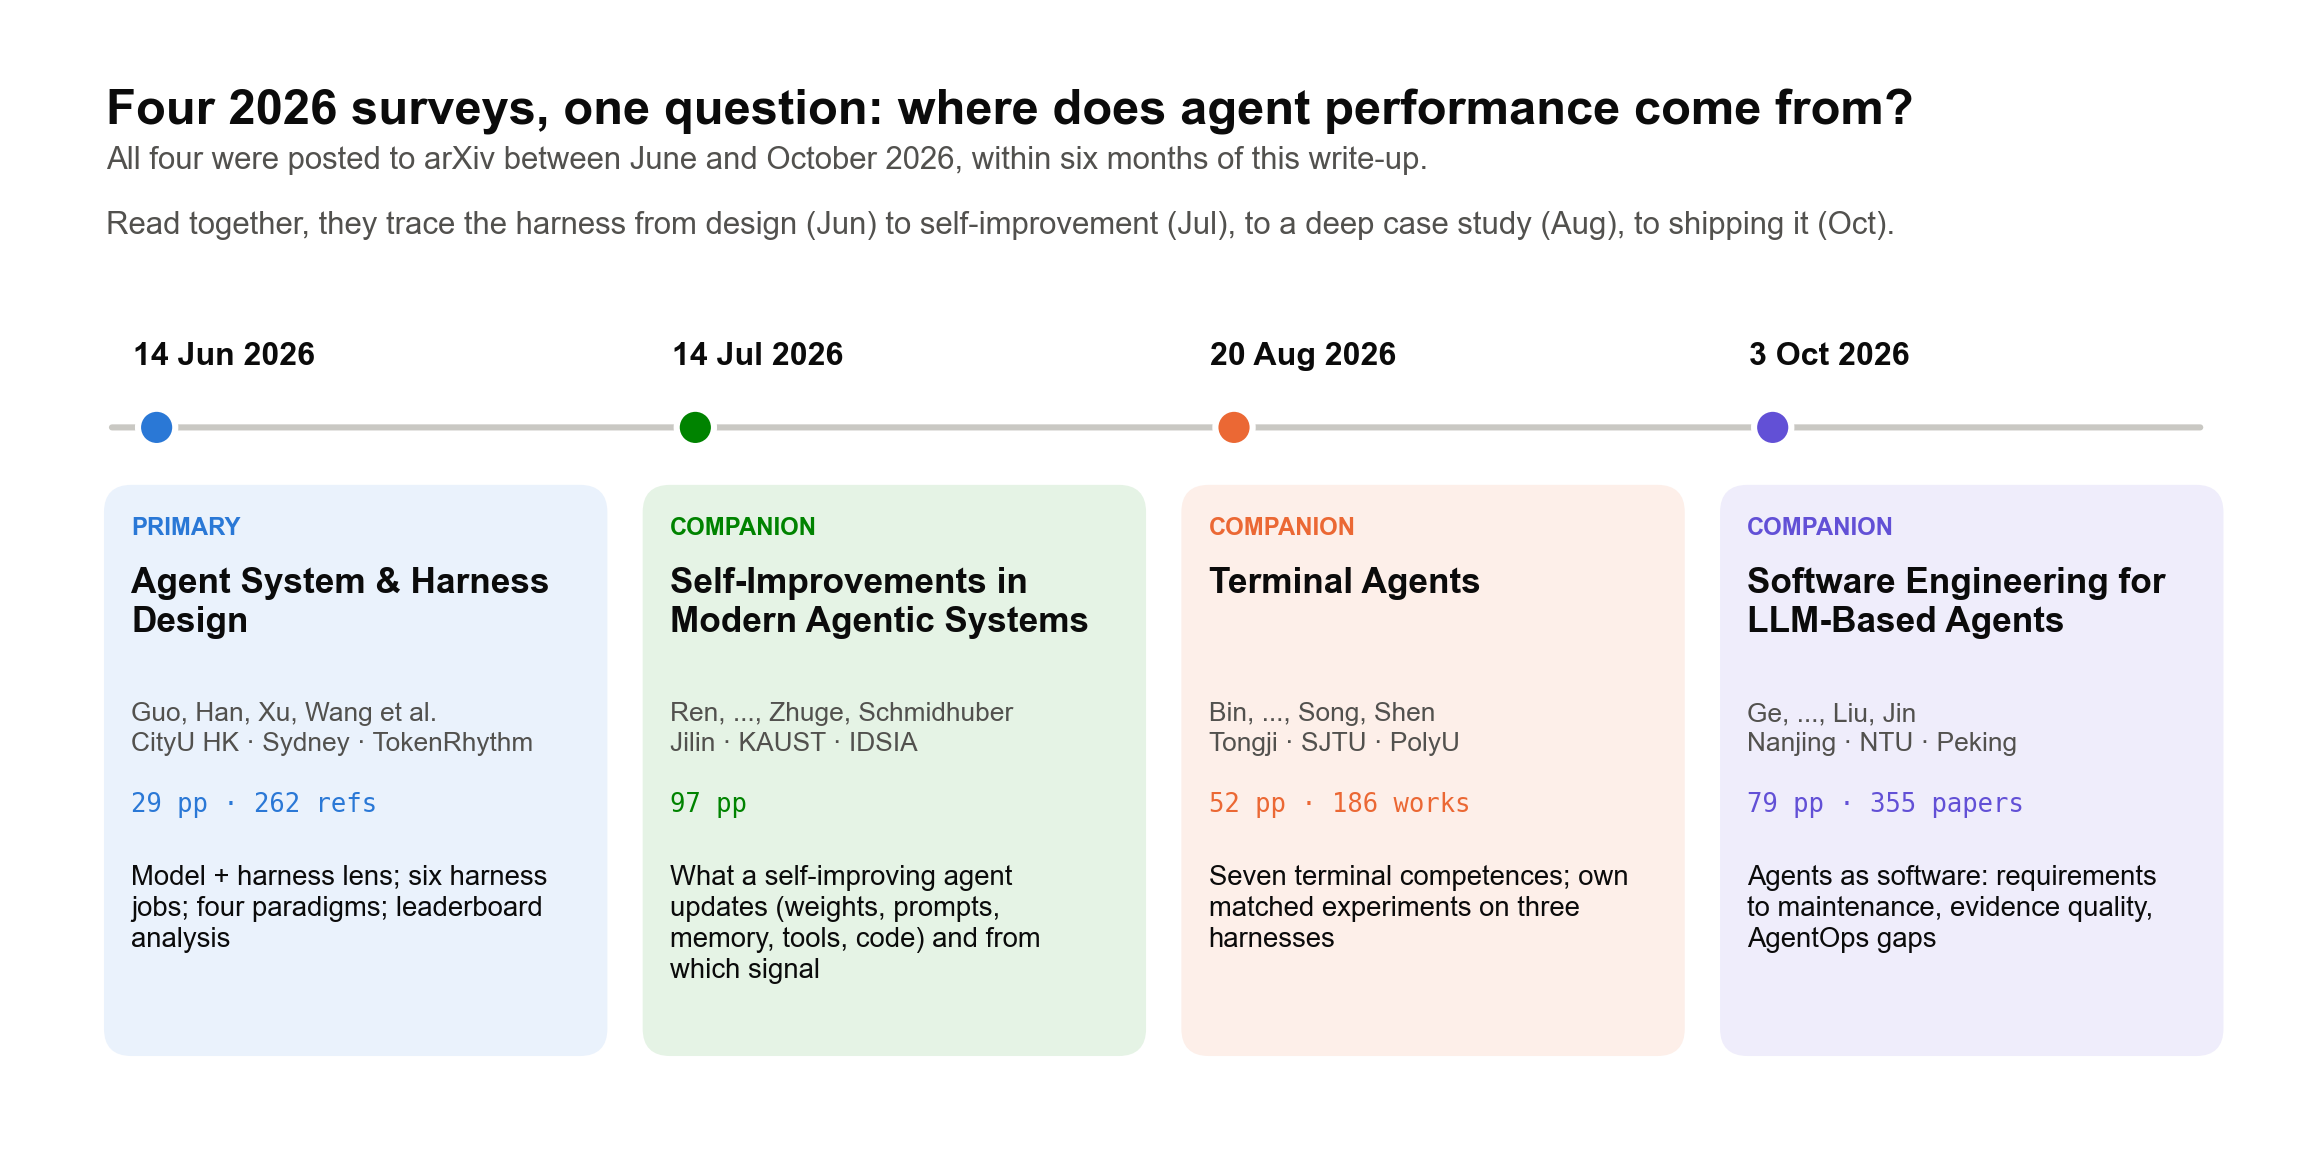 Four 2026 surveys, one question: where does agent performance come from?
All four were posted to arXiv between June and October 2026, within six months of this write-up.
Read together, they trace the harness from design (Jun) to self-improvement (Jul), to a deep case study (Aug), to shipping it (Oct).
14 Jun 2026
14 Jul 2026
20 Aug 2026
3 Oct 2026
PRIMARY
Agent System & Harness
Design
Guo, Han, Xu, Wang et al.
CityU HK · Sydney · TokenRhythm
29 pp · 262 refs
Model + harness lens; six harness
jobs; four paradigms; leaderboard
analysis
COMPANION
Self-Improvements in
Modern Agentic Systems
Ren, ..., Zhuge, Schmidhuber
Jilin · KAUST · IDSIA
97 pp
What a self-improving agent
updates (weights, prompts,
memory, tools, code) and from
which signal
COMPANION
Terminal Agents
Bin, ..., Song, Shen
Tongji · SJTU · PolyU
52 pp · 186 works
Seven terminal competences; own
matched experiments on three
harnesses
COMPANION
Software Engineering for
LLM-Based Agents
Ge, ..., Liu, Jin
Nanjing · NTU · Peking
79 pp · 355 papers
Agents as software: requirements
to maintenance, evidence quality,
AgentOps gaps